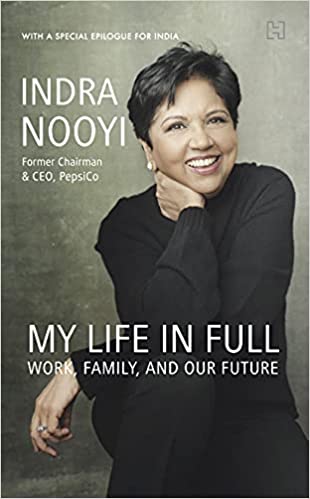 WITH A SPECIAL EPILOGUE FOR INDIA
INDRA
NOOYI
Former Chairman
& CEO, PepsiCo
MY LIFE IN FULL
WORK, FAMILY, AND OUR FUTURE